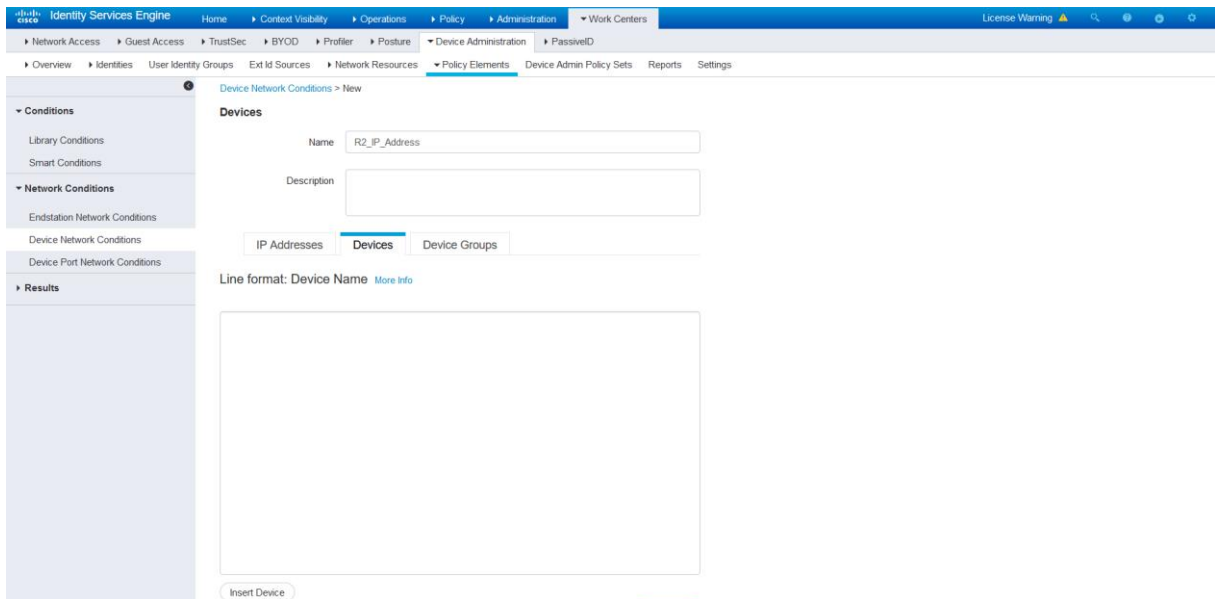 cisco Identity Services Engine Home Context Visibility Operations Policy Administration Work Centers License Warning
Network Access Guest Access TrustSec BYOD Profiler Posture Device Administration PassiveID
Overview Identities User Identity Groups Ext Id Sources Network Resources Policy Elements Device Admin Policy Sets Reports Settings
Device Network Conditions > New
Conditions
Library Conditions
Smart Conditions
Network Conditions
Endstation Network Conditions
Device Network Conditions
Device Port Network Conditions
Results
Devices
Name R2_IP_Address
Description
IP Addresses Devices Device Groups
Line format: Device Name More Info
Insert Device